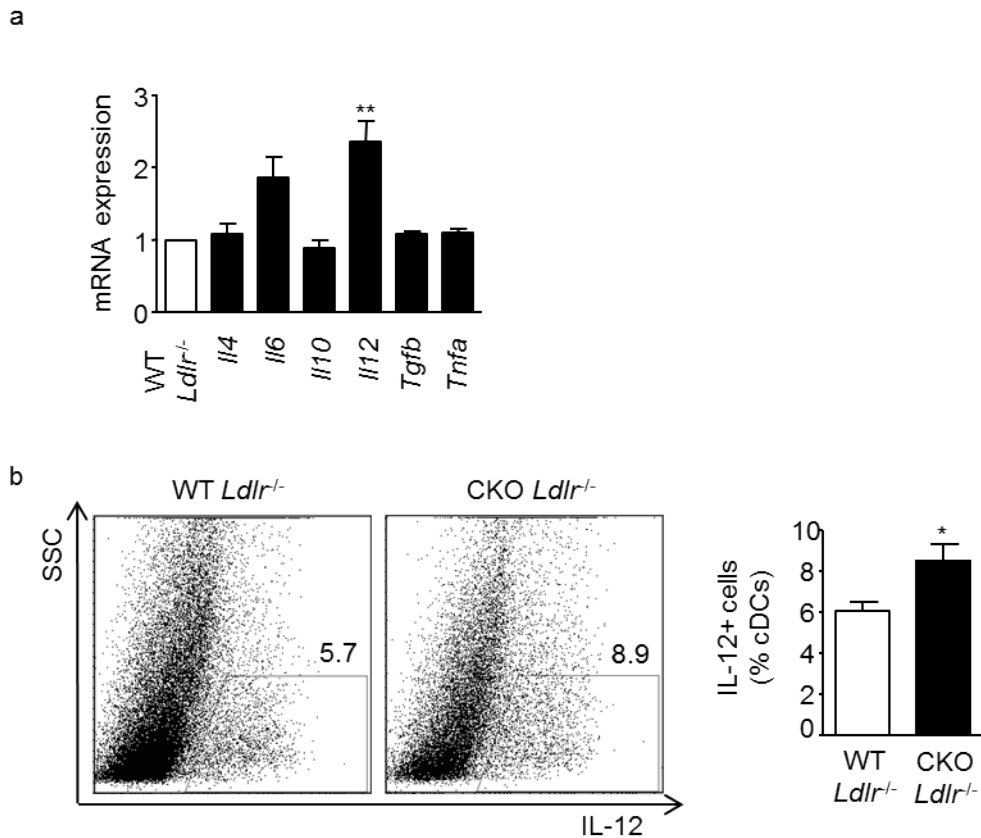 a
mRNA expression
3
2
1
0
**
WT
Ldlr-/-
Il4
Il6
Il10
Il12
Tgfb
Tnfa
b
WT Ldlr-/-
CKO Ldlr-/-
SSC
5.7
8.9
IL-12
IL-12+ cells
(% cDCs)
10
8
6
4
2
0
*
WT
Ldlr-/-
CKO
Ldlr-/-